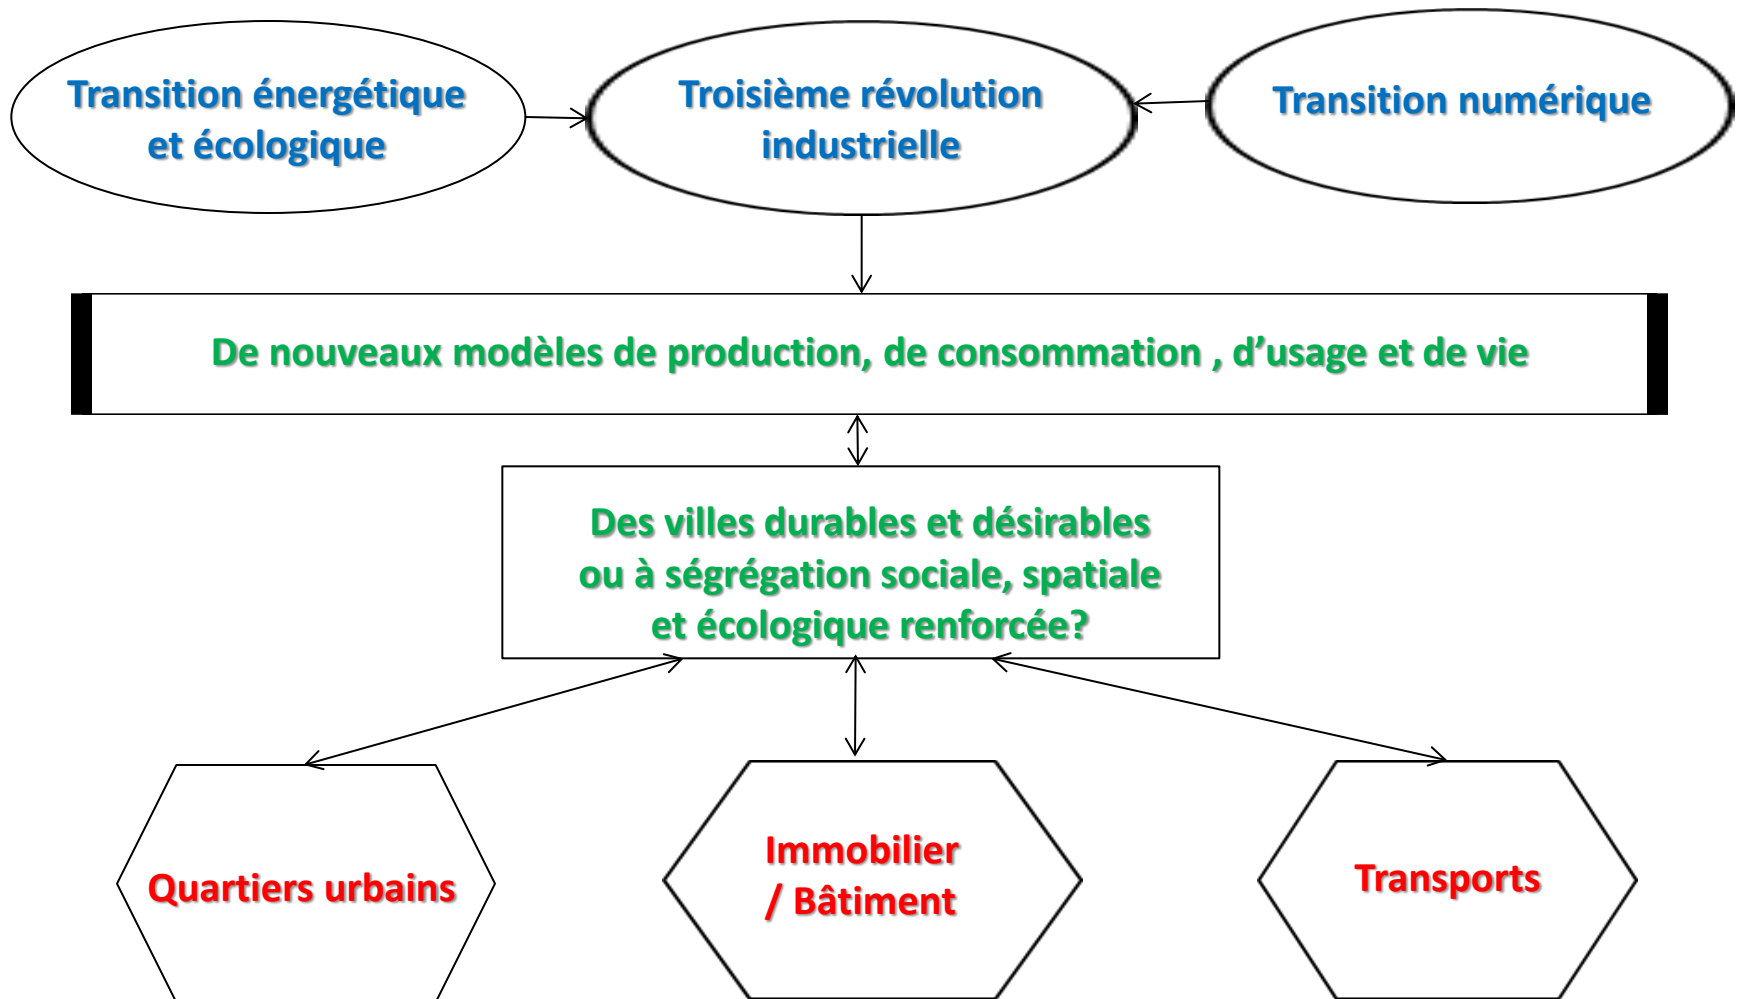 Transition énergétique
et écologique
Troisième révolution
industrielle
Transition numérique
De nouveaux modèles de production, de consommation , d’usage et de vie
Des villes durables et désirables
ou à ségrégation sociale, spatiale
et écologique renforcée?
Quartiers urbains
Immobilier
/ Bâtiment
Transports